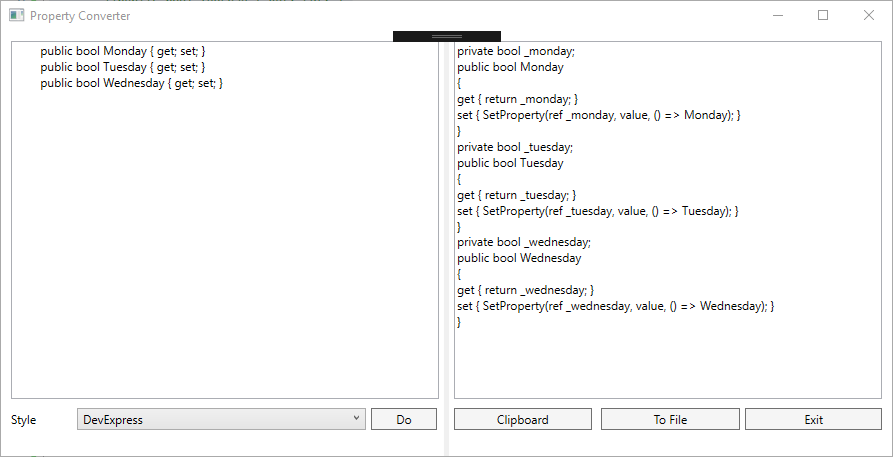 Property Converter
public bool Monday { get; set; }
public bool Tuesday { get; set; }
public bool Wednesday { get; set; }
private bool _monday;
public bool Monday
{
get { return _monday; }
set { SetProperty(ref _monday, value, () => Monday); }
}
private bool _tuesday;
public bool Tuesday
{
get { return _tuesday; }
set { SetProperty(ref _tuesday, value, () => Tuesday); }
}
private bool _wednesday;
public bool Wednesday
{
get { return _wednesday; }
set { SetProperty(ref _wednesday, value, () => Wednesday); }
}
Style
DevExpress
Do
Clipboard
To File
Exit